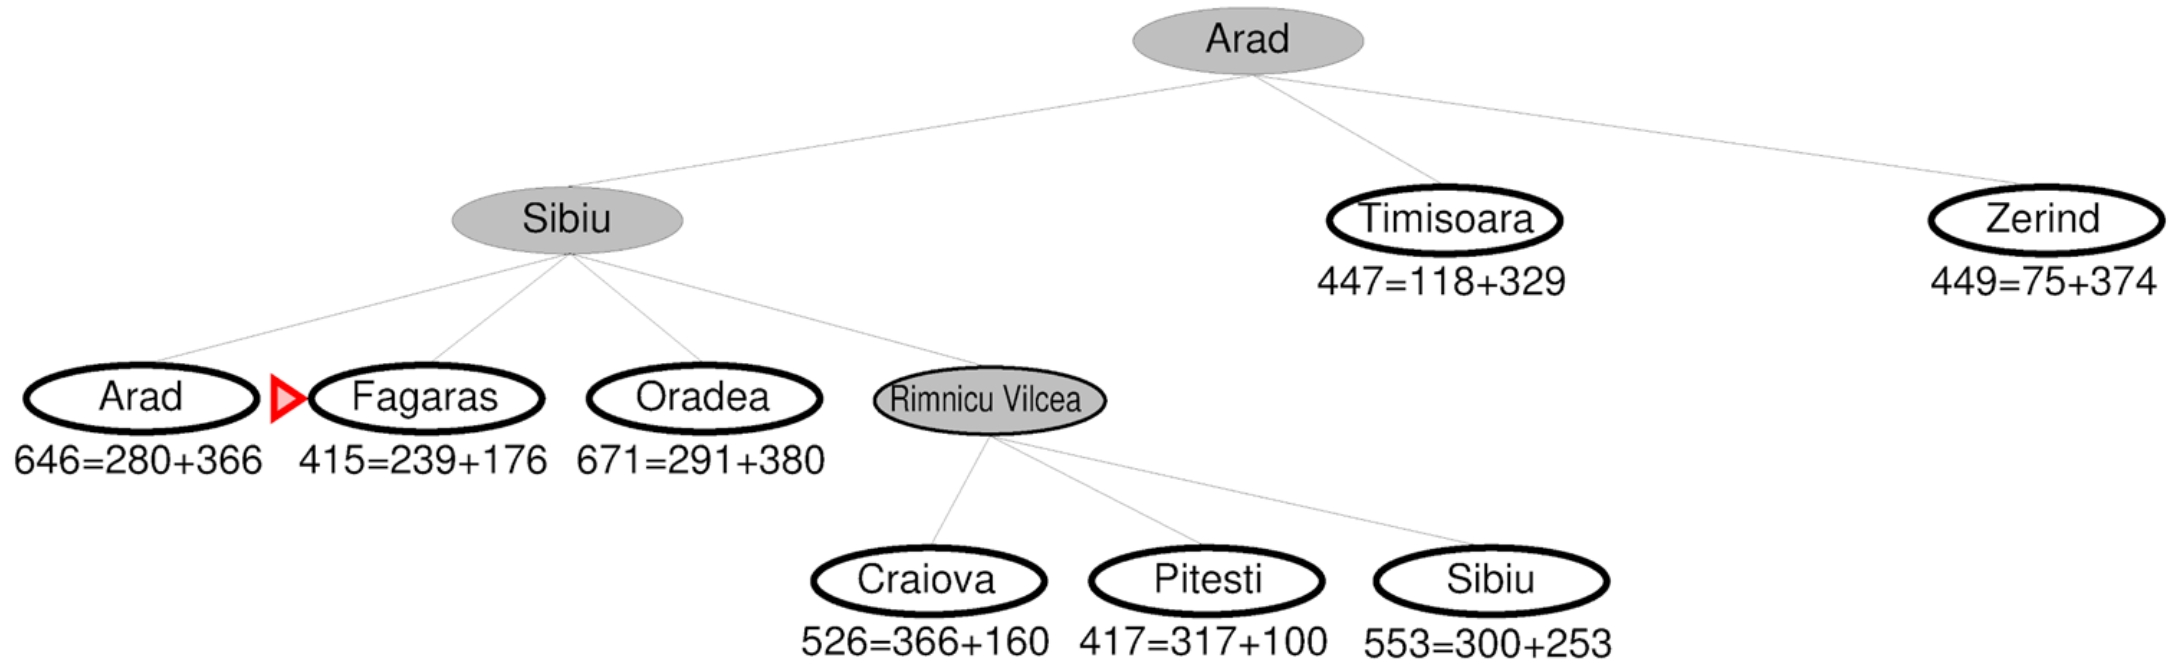 Arad
Sibiu
Timisoara
Zerind
447=118+329
449=75+374
Arad
Fagaras
Oradea
Rimnicu Vilcea
646=280+366
415=239+176
671=291+380
Craiova
Pitesti
Sibiu
526=366+160
417=317+100
553=300+253